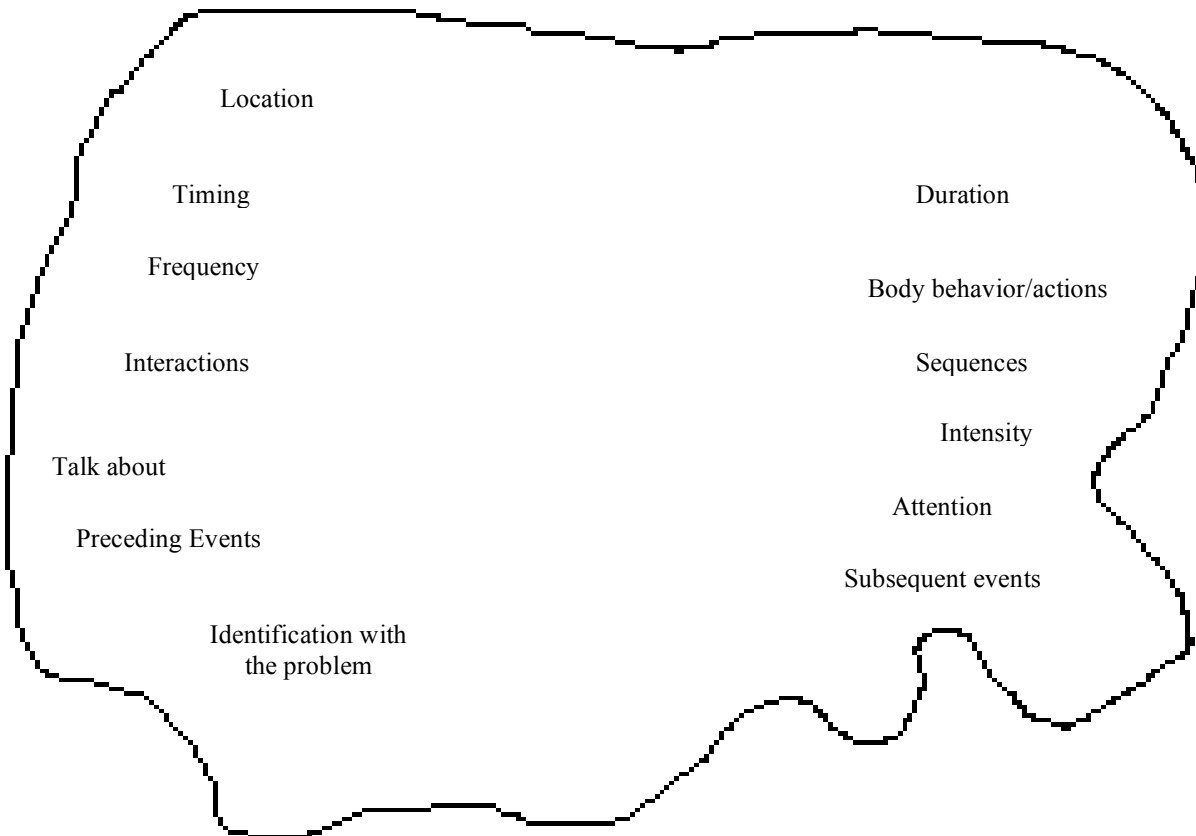 Location
Timing
Duration
Frequency
Body behavior/actions
Interactions
Sequences
Intensity
Talk about
Attention
Preceding Events
Subsequent events
Identification with
the problem